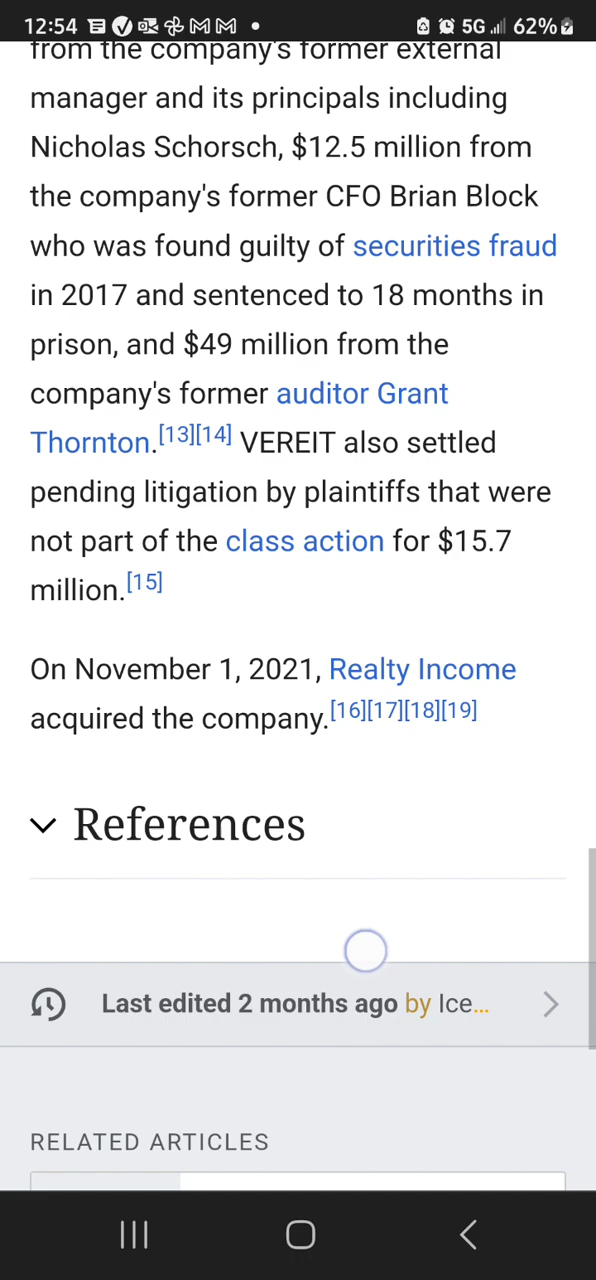 12:54 5G 62%
from the company's former external
manager and its principals including
Nicholas Schorsch, $12.5 million from
the company's former CFO Brian Block
who was found guilty of securities fraud
in 2017 and sentenced to 18 months in
prison, and $49 million from the
company's former auditor Grant
Thornton.[13][14] VEREIT also settled
pending litigation by plaintiffs that were
not part of the class action for $15.7
million.[15]
On November 1, 2021, Realty Income
acquired the company.[16][17][18][19]
References
Last edited 2 months ago by Ice...
RELATED ARTICLES